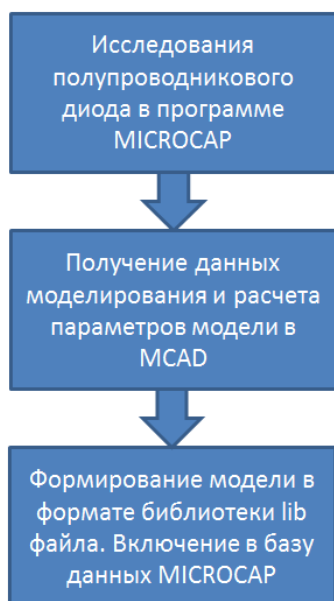 Исследования
полупроводникового
диода в программе
MICROCAP
Получение данных
моделирования и расчета
параметров модели в
MCAD
Формирование модели в
формате библиотеки lib
файла. Включение в базу
данных MICROCAP